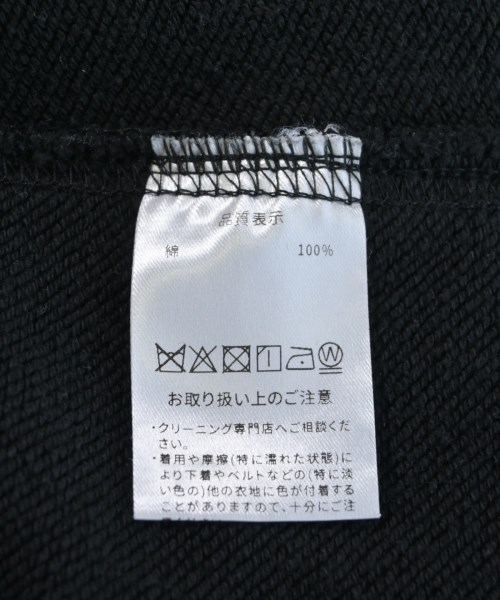 品質表示
綿 100%
W
お取り扱い上のご注意
・クリーニング専門店へご相談くだ
さい。
・着用や摩擦(特に濡れた状態)に
より下着やベルトなどの(特に淡
い色の)他の衣地に色が付着する
ことがありますので、十分にご注